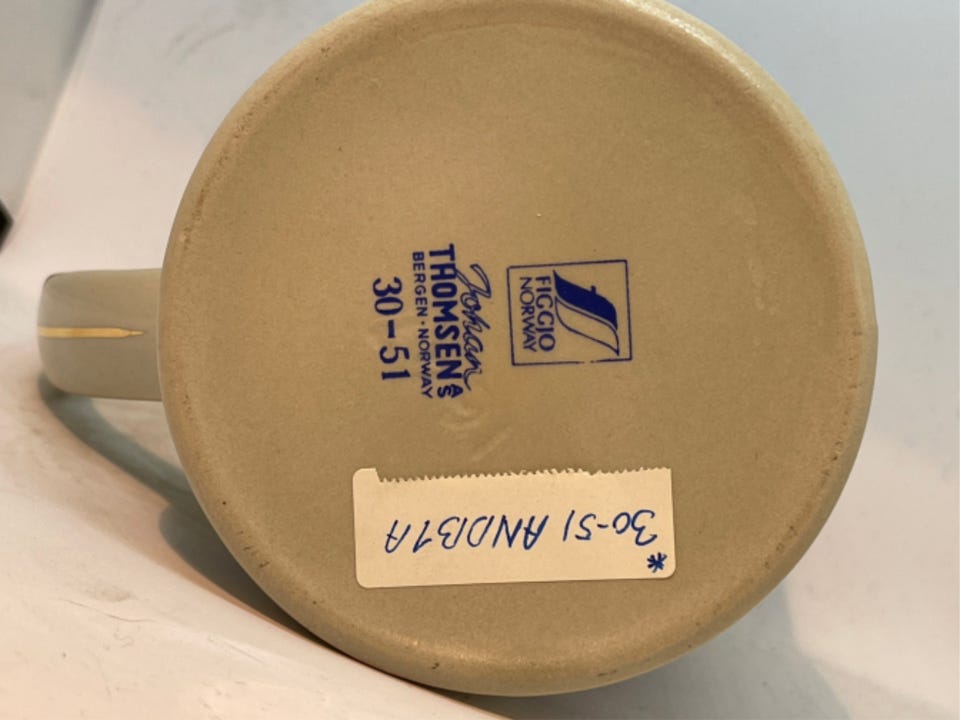 FIGGJO
NORWAY
Johan
THOMSEN A/S
BERGEN · NORWAY
30-51
* 30-51 ANDB1A